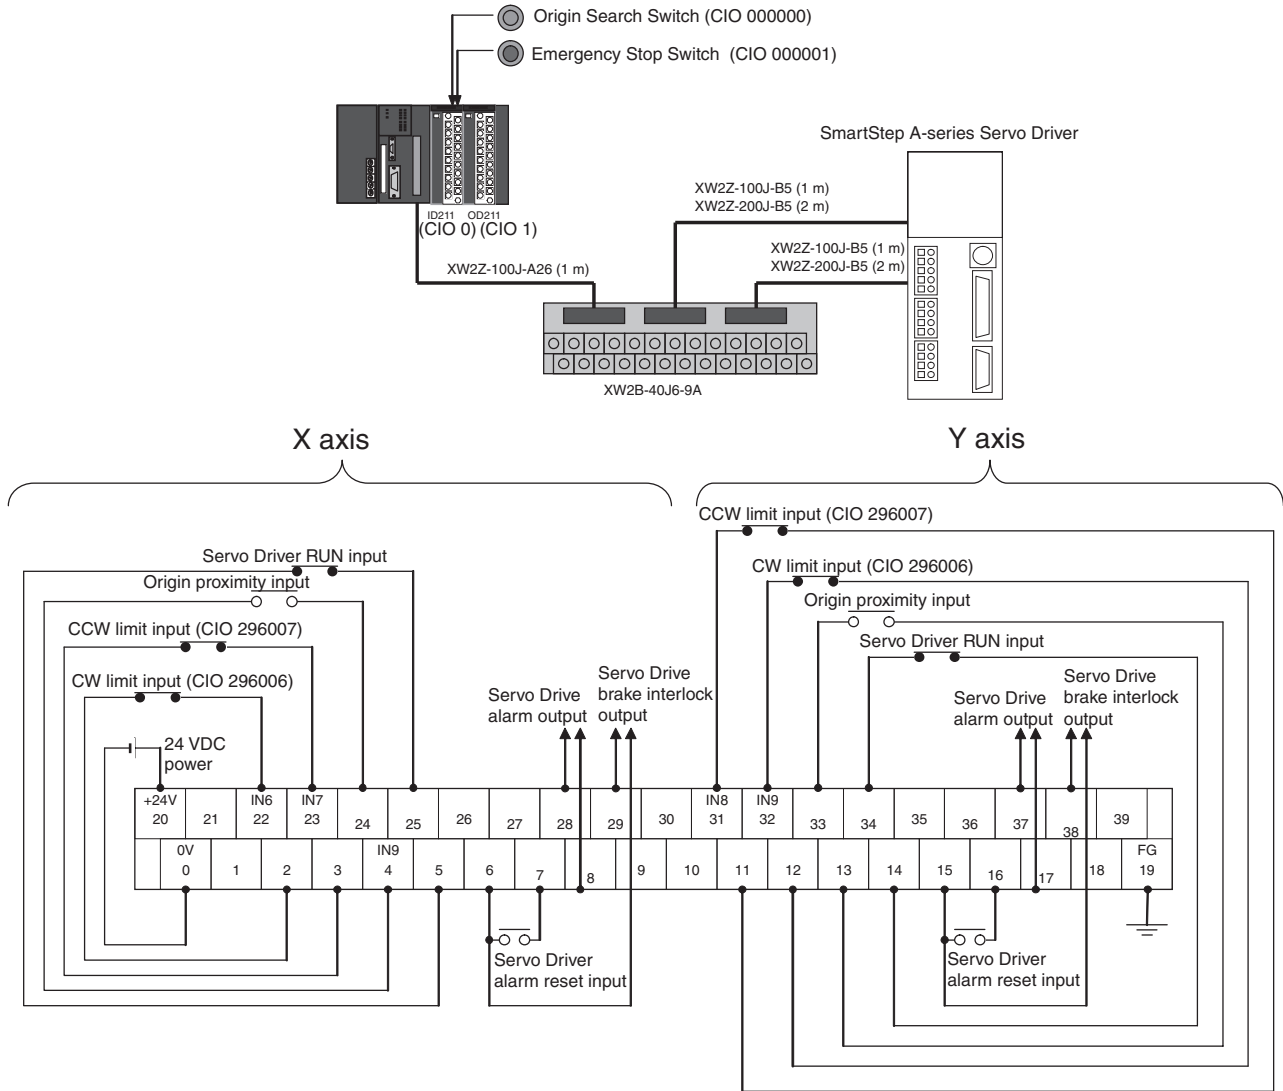 Origin Search Switch (CIO 000000)
Emergency Stop Switch (CIO 000001)
SmartStep A-series Servo Driver
XW2Z-100J-B5 (1 m)
XW2Z-200J-B5 (2 m)
ID211 OD211
(CIO 0) (CIO 1)
XW2Z-100J-B5 (1 m)
XW2Z-200J-B5 (2 m)
XW2Z-100J-A26 (1 m)
XW2B-40J6-9A
X axis
Y axis
CCW limit input (CIO 296007)
Servo Driver RUN input
CW limit input (CIO 296006)
Origin proximity input
Origin proximity input
CCW limit input (CIO 296007)
Servo Driver RUN input
CW limit input (CIO 296006)
Servo Drive
alarm output
Servo Drive
brake interlock
output
Servo Drive
alarm output
Servo Drive
brake interlock
output
24 VDC
power
+24V IN6 IN7 IN8 IN9
20 21 22 23 24 25 26 27 28 29 30 31 32 33 34 35 36 37 38 39
0V IN9 FG
0 1 2 3 4 5 6 7 8 9 10 11 12 13 14 15 16 17 18 19
Servo Driver
alarm reset input
Servo Driver
alarm reset input